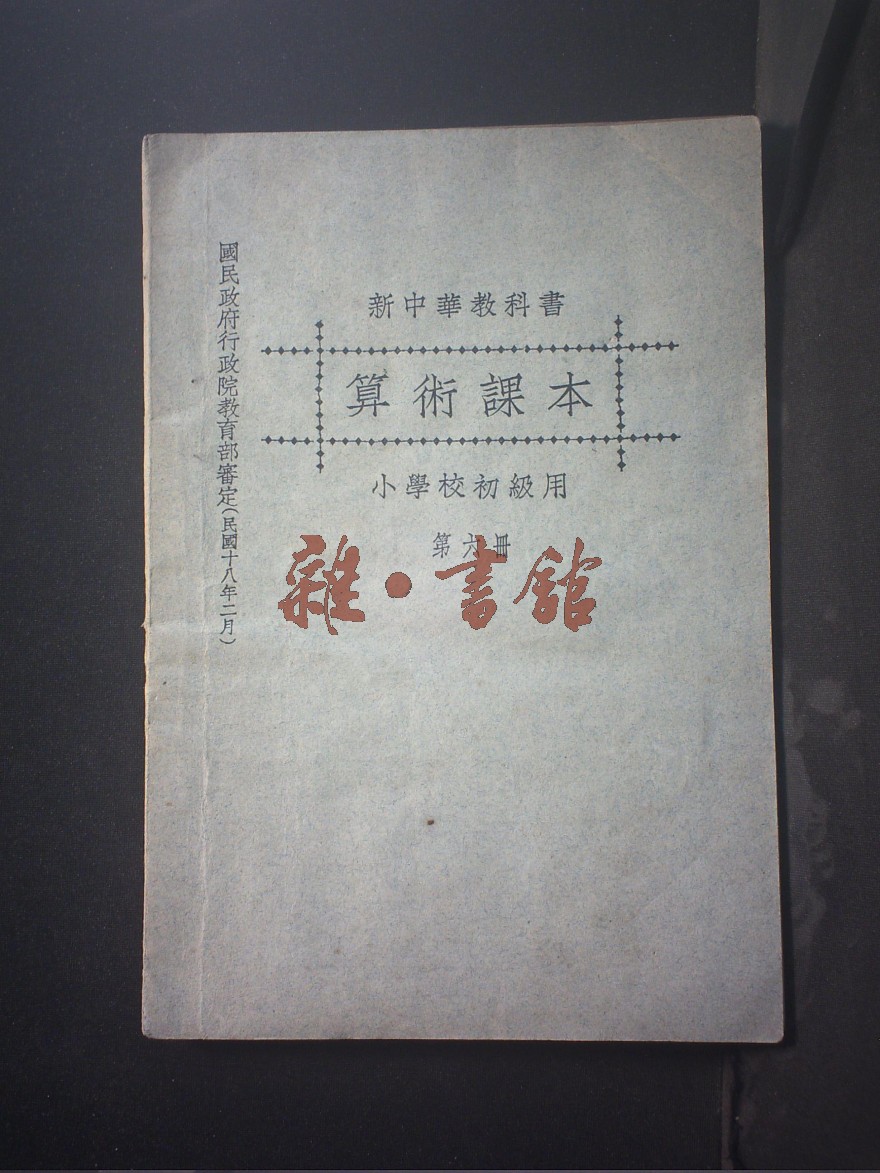 新中華教科書
算術課本
小學校初級用
第六冊
國民政府行政院教育部審定(民國十八年二月)
雜·書館